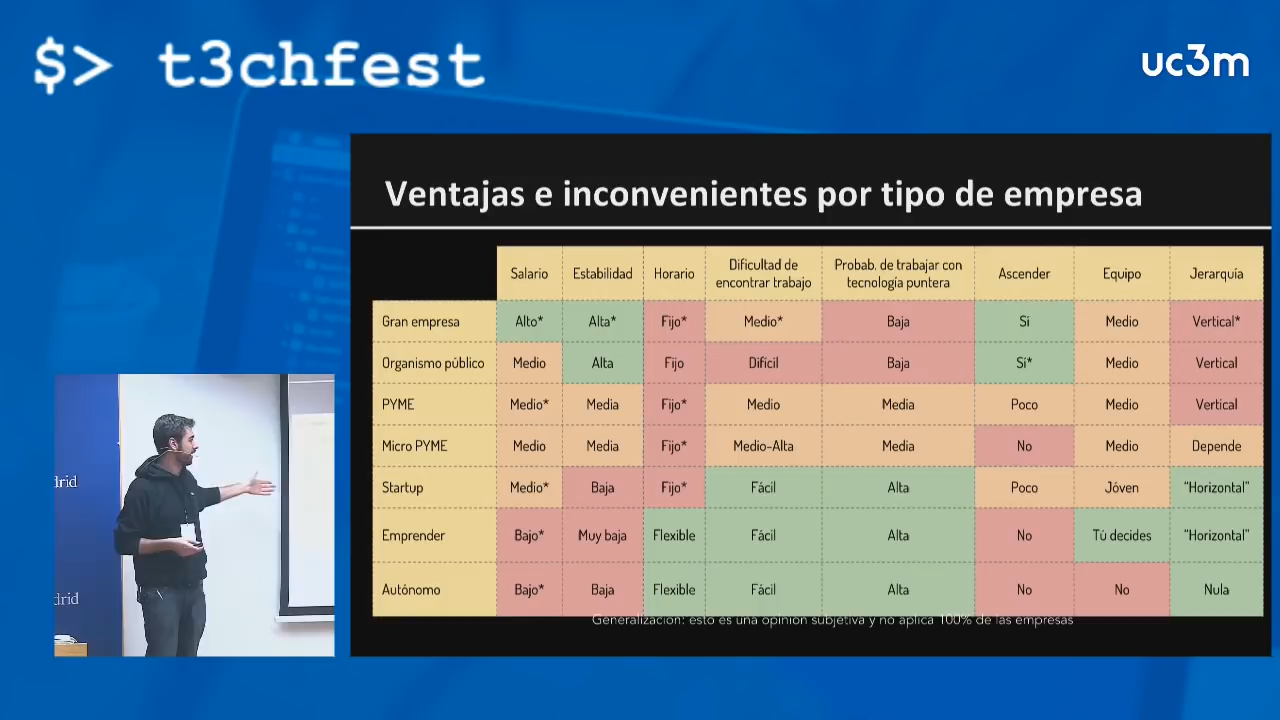 $> t3chfest
uc3m
Ventajas e inconvenientes por tipo de empresa
Salario Estabilidad Horario Dificultad de encontrar trabajo Probab. de trabajar con tecnología puntera Ascender Equipo Jerarquía
Gran empresa Alto* Alta* Fijo* Medio* Baja Sí Medio Vertical*
Organismo público Medio Alta Fijo Difícil Baja Sí* Medio Vertical
PYME Medio* Media Fijo* Medio Media Poco Medio Vertical
Micro PYME Medio Media Fijo* Medio-Alta Media No Medio Depende
Startup Medio* Baja Fijo* Fácil Alta Poco Jóven "Horizontal"
Emprender Bajo* Muy baja Flexible Fácil Alta No Tú decides "Horizontal"
Autónomo Bajo* Baja Flexible Fácil Alta No No Nula
Generalización: esto es una opinión subjetiva y no aplica 100% de las empresas
drid
drid